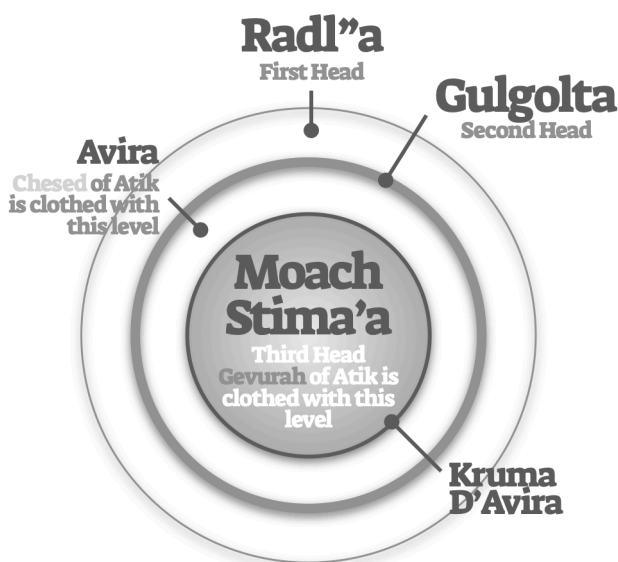 Radl”a
First Head
Gulgolta
Second Head
Avira
Chesed of Atik
is clothed with
this level
Moach
Stima’a
Third Head
Gevurah of Atik is
clothed with this
level
Kruma
D’Avira